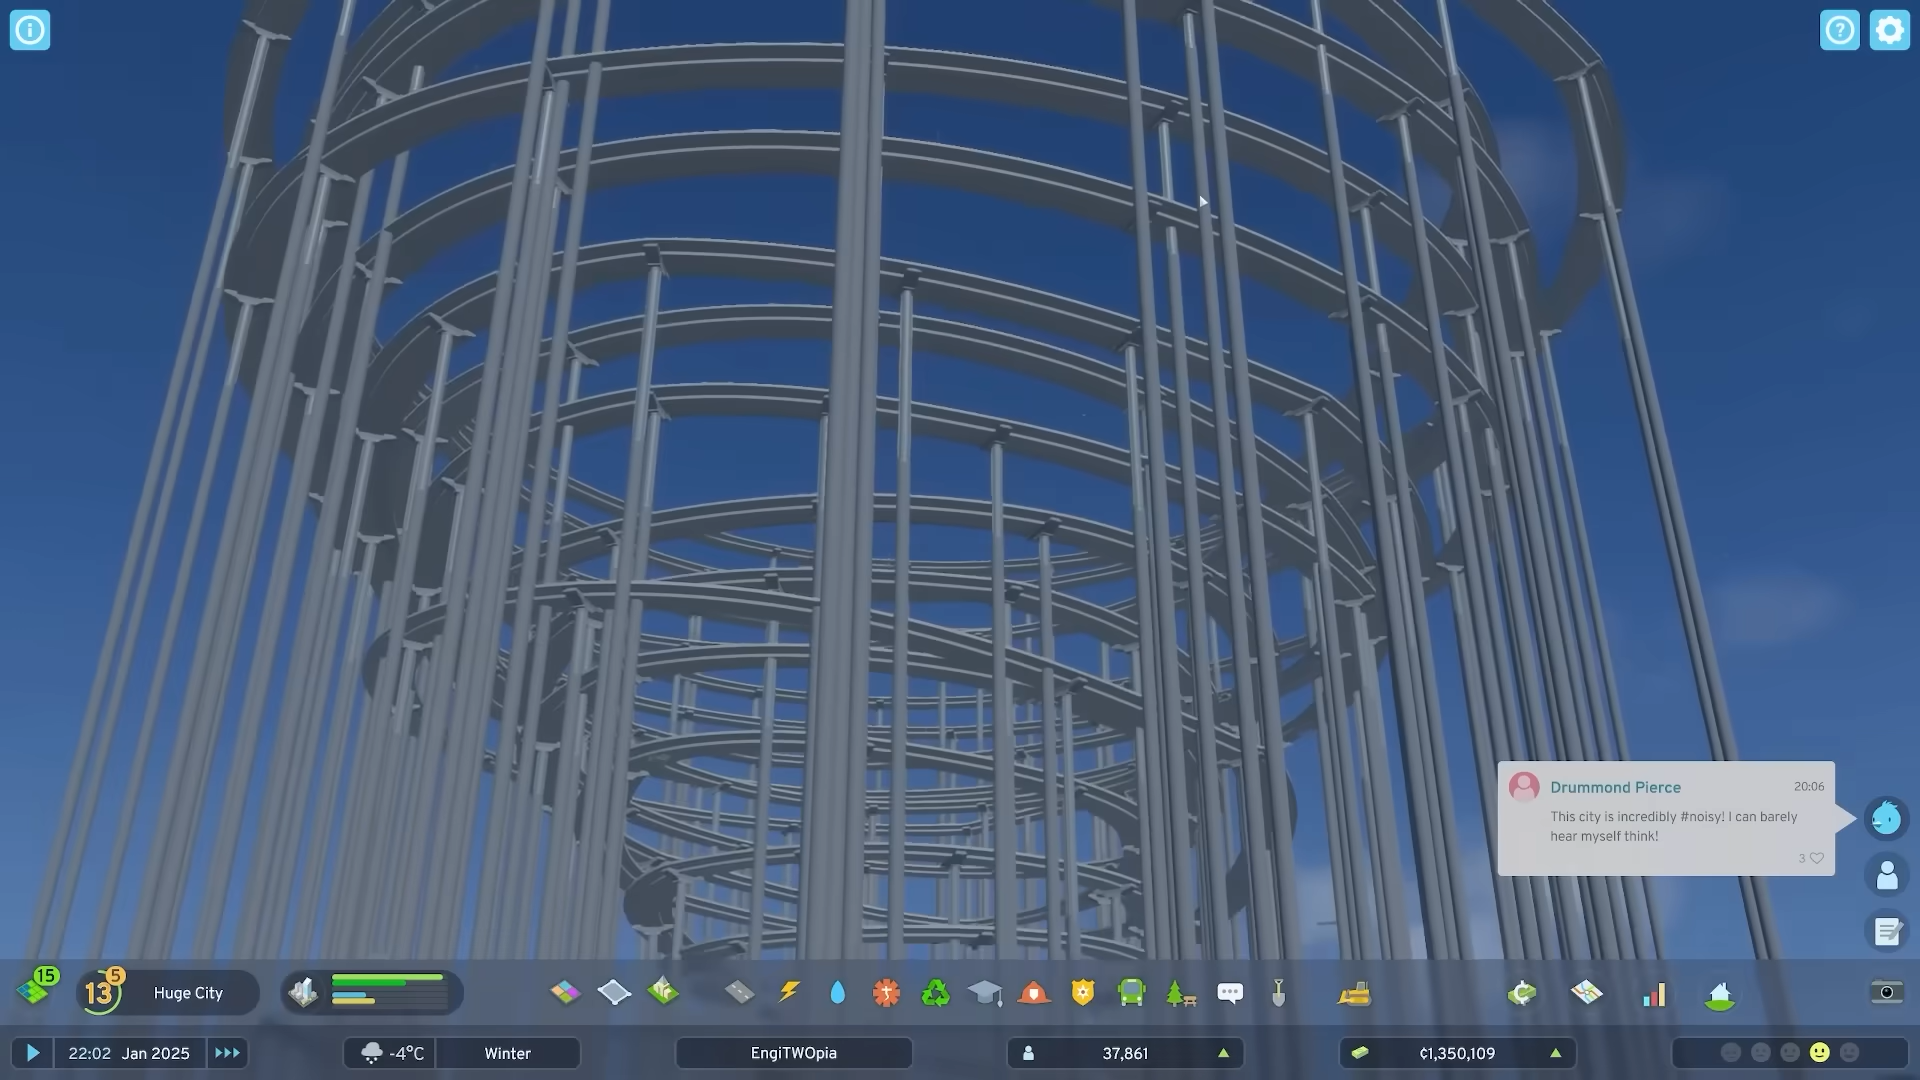 Drummond Pierce
20:06
This city is incredibly #noisy! I can barely
hear myself think!
3
15
5
13
Huge City
22:02 Jan 2025
-4°C
Winter
EngiTWOpia
37,861
¢1,350,109